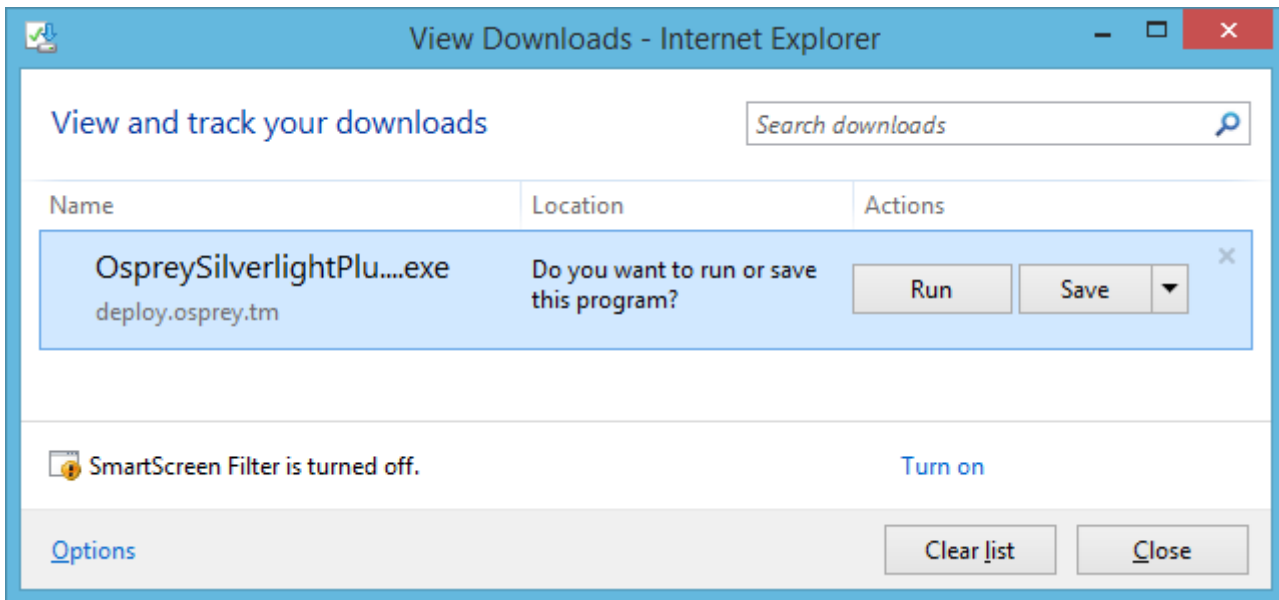 View Downloads - Internet Explorer
View and track your downloads
Search downloads
Name
Location
Actions
OspreySilverlightPlu....exe
deploy.osprey.tm
Do you want to run or save
this program?
Run
Save
SmartScreen Filter is turned off.
Turn on
Options
Clear list
Close